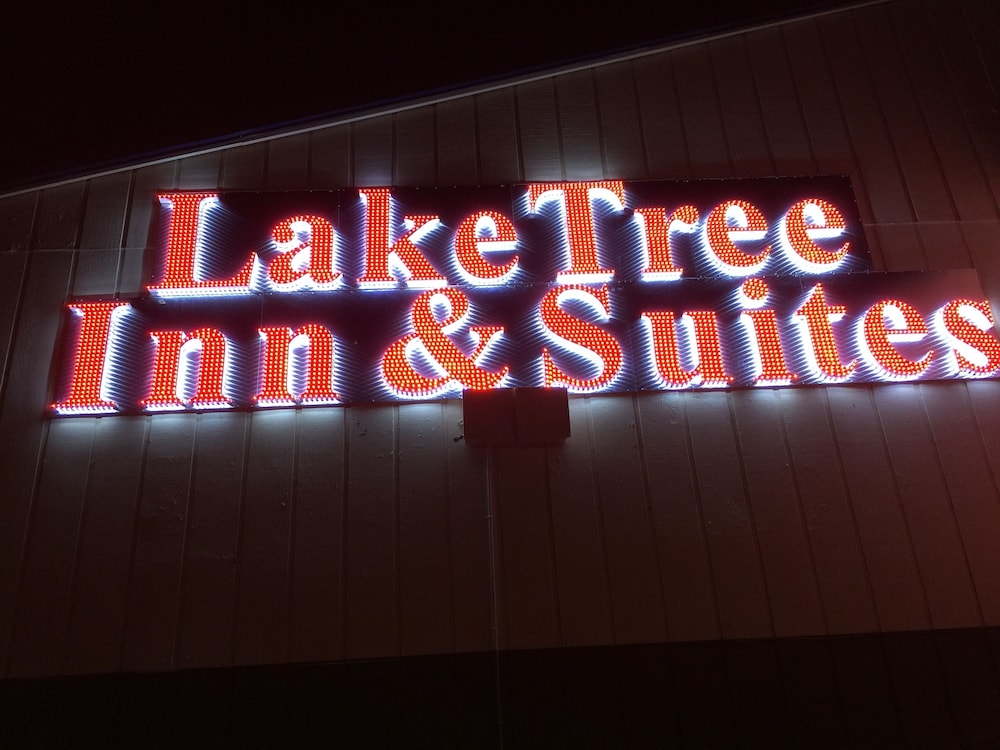 LakeTree
Inn & Suites